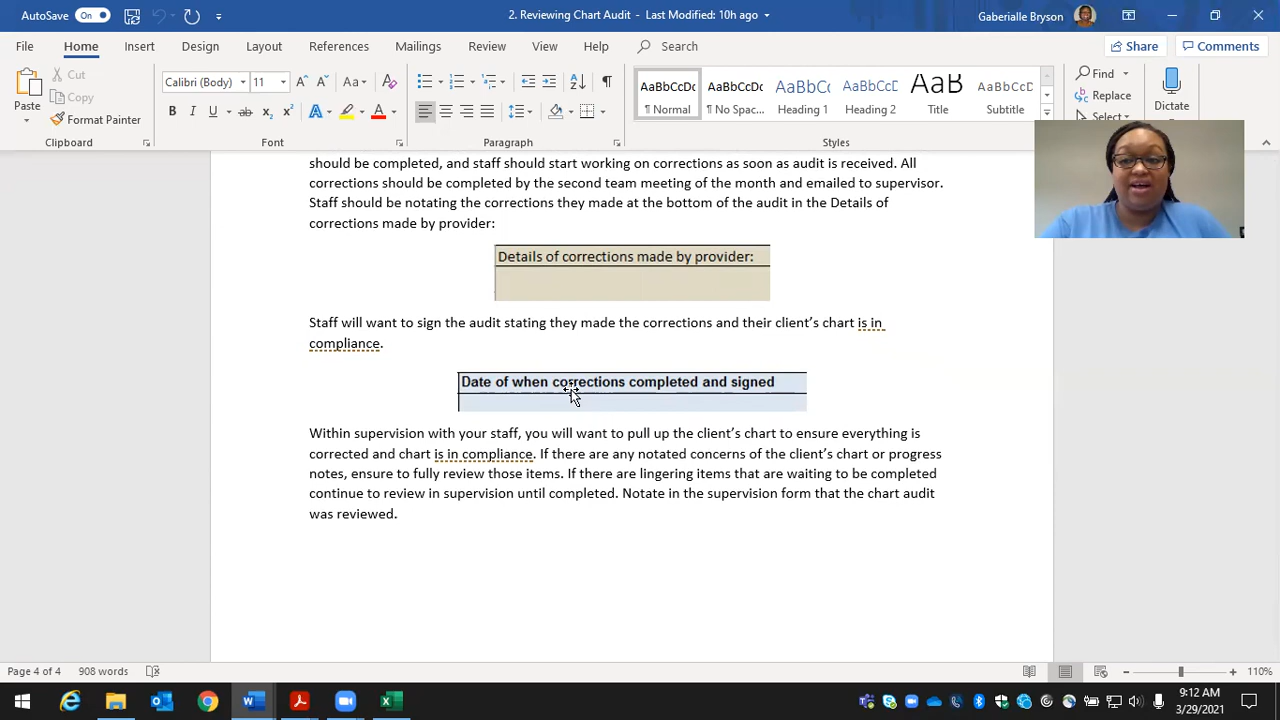 AutoSave On
2. Reviewing Chart Audit - Last Modified: 10h ago
Gaberialle Bryson
File Home Insert Design Layout References Mailings Review View Help Search
Share Comments
Paste
Cut
Copy
Format Painter
Calibri (Body) 11
AaBbCcDc AaBbCcDc AaBbCc AaBbCcD AaB AaBbCcD
¶ Normal ¶ No Spac... Heading 1 Heading 2 Title Subtitle
Find
Replace
Select
Dictate
Clipboard Font Paragraph Styles
should be completed, and staff should start working on corrections as soon as audit is received. All
corrections should be completed by the second team meeting of the month and emailed to supervisor.
Staff should be notating the corrections they made at the bottom of the audit in the Details of
corrections made by provider:
Details of corrections made by provider:
Staff will want to sign the audit stating they made the corrections and their client's chart is in
compliance.
Date of when corrections completed and signed
Within supervision with your staff, you will want to pull up the client's chart to ensure everything is
corrected and chart is in compliance. If there are any notated concerns of the client's chart or progress
notes, ensure to fully review those items. If there are lingering items that are waiting to be completed
continue to review in supervision until completed. Notate in the supervision form that the chart audit
was reviewed.
Page 4 of 4 908 words
110%
9:12 AM
3/29/2021